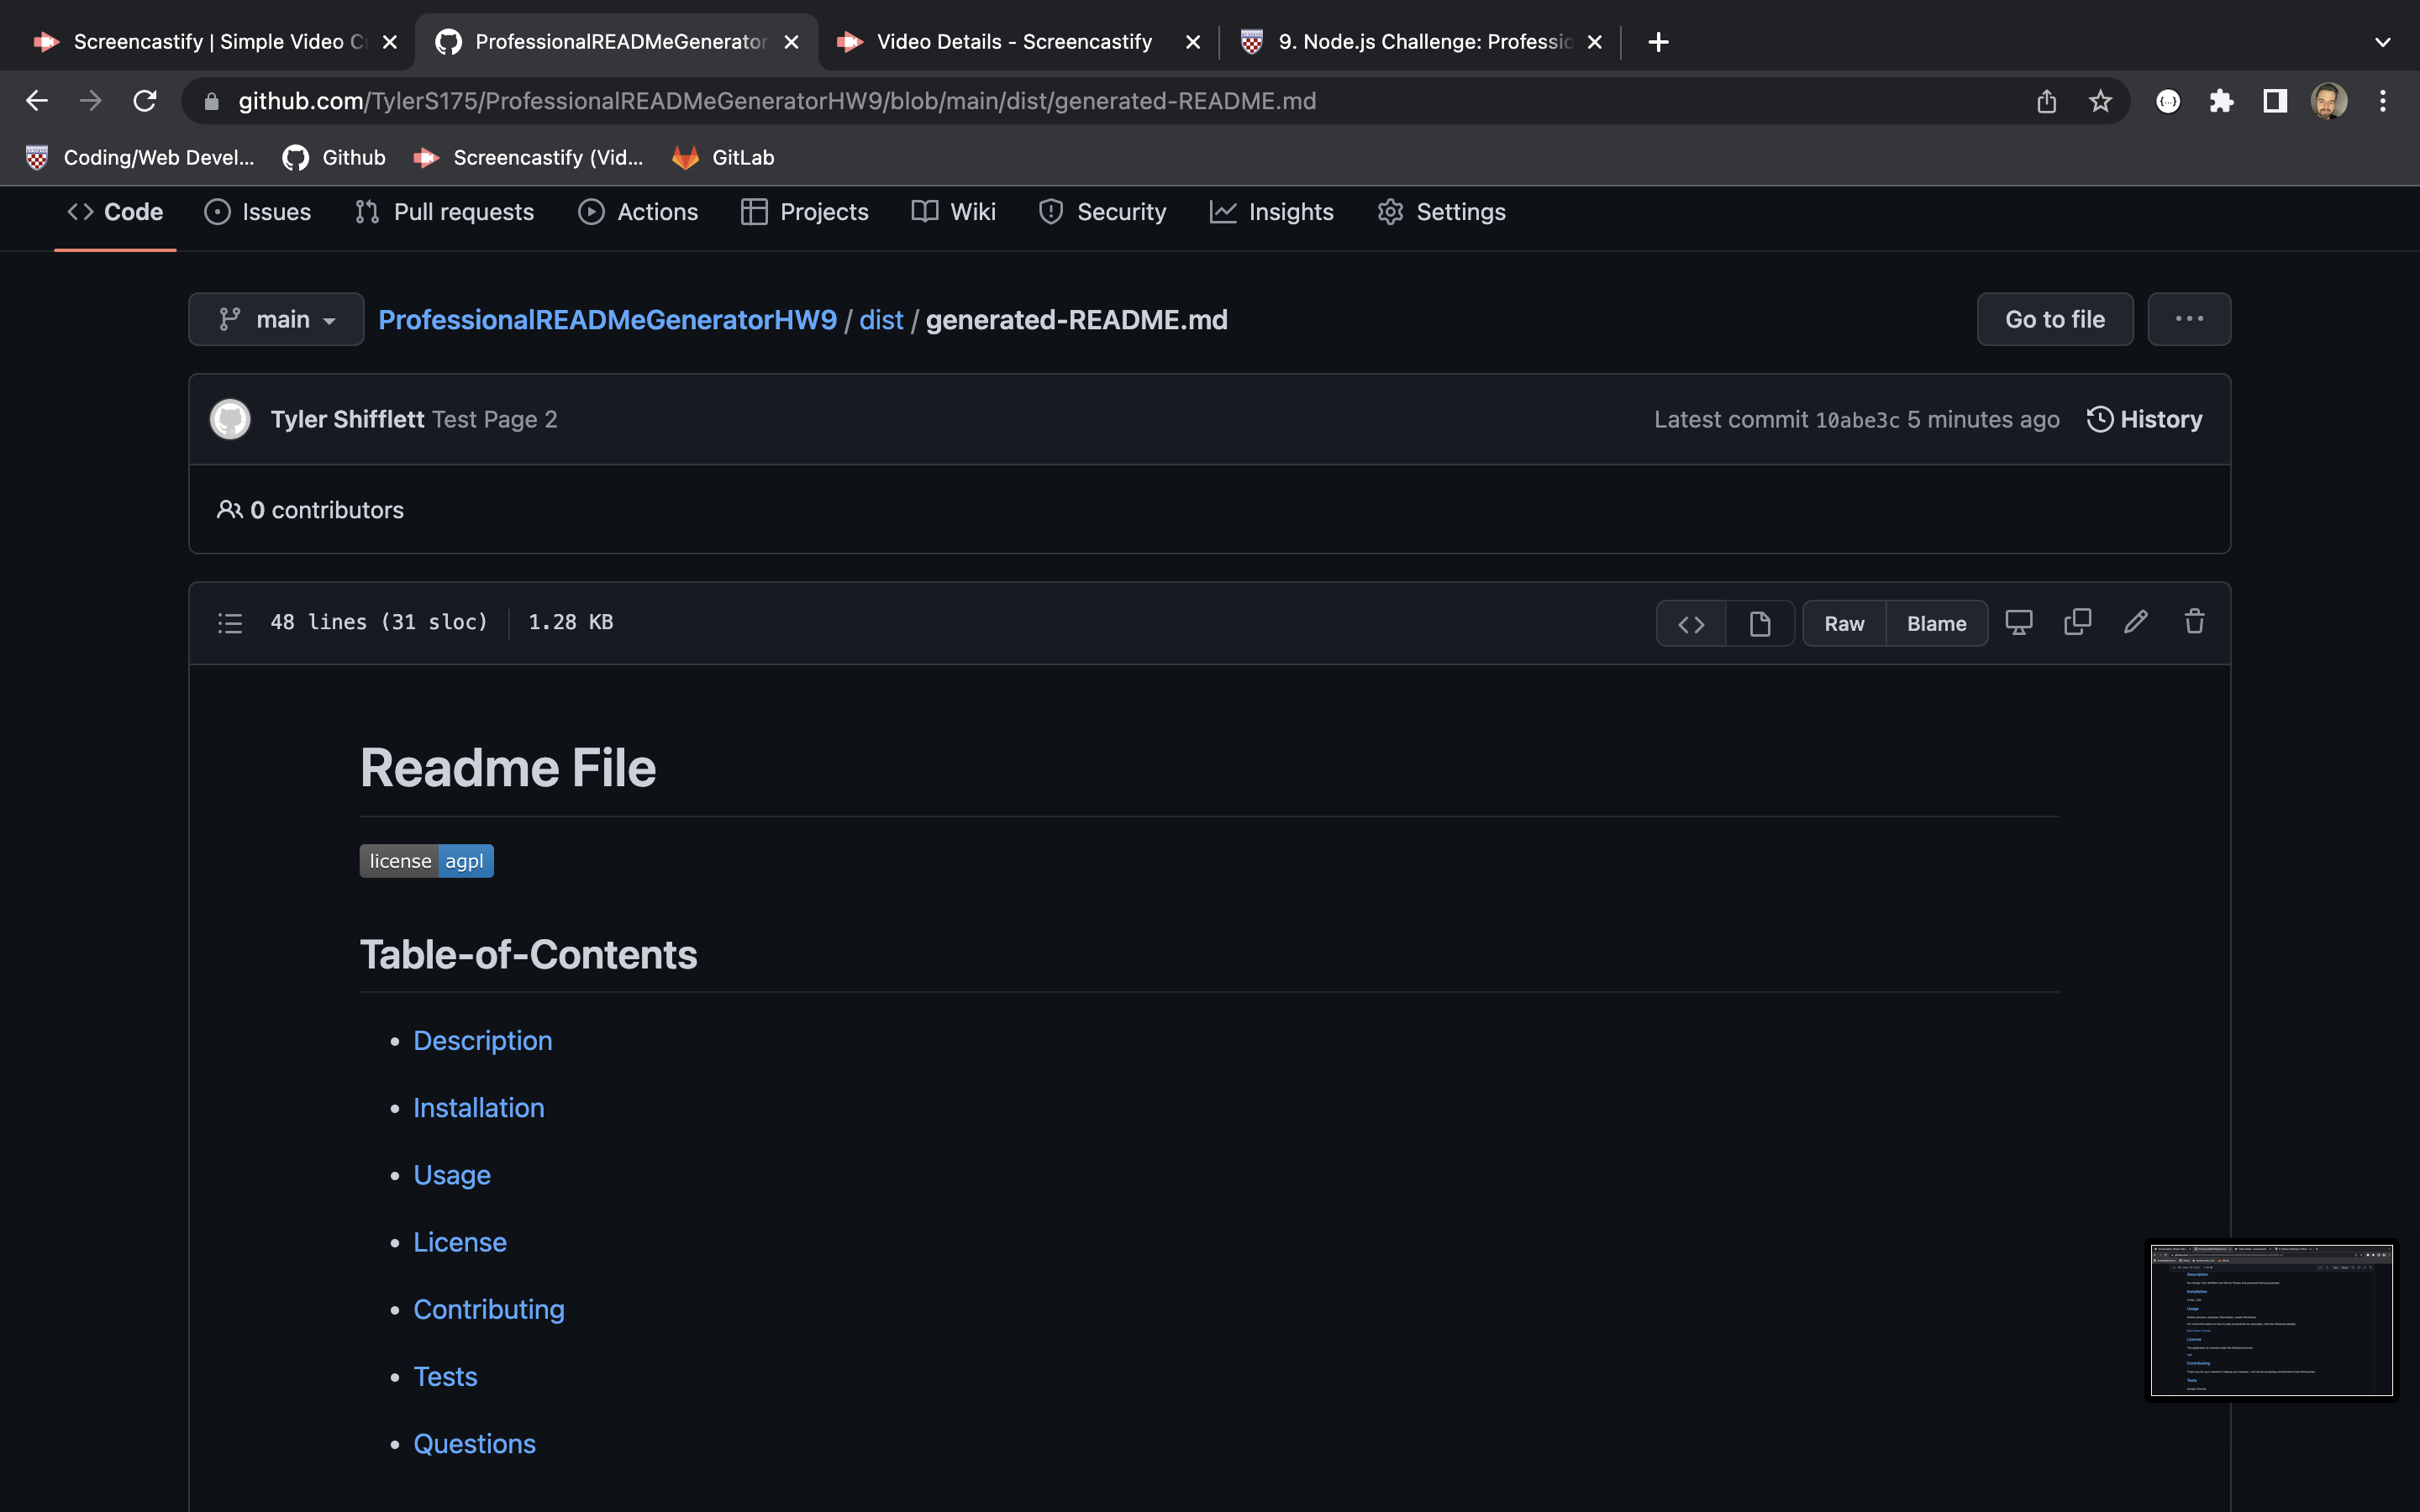 Screencastify | Simple Video C
ProfessionalREADMeGenerator
Video Details - Screencastify
9. Node.js Challenge: Professio
github.com/TylerS175/ProfessionalREADMeGeneratorHW9/blob/main/dist/generated-README.md
Coding/Web Devel... Github Screencastify (Vid... GitLab
Code Issues Pull requests Actions Projects Wiki Security Insights Settings
main ProfessionalREADMeGeneratorHW9 / dist / generated-README.md Go to file ...
Tyler Shifflett Test Page 2 Latest commit 10abe3c 5 minutes ago History
0 contributors
48 lines (31 sloc) 1.28 KB <> Raw Blame
Readme File
license agpl
Table-of-Contents
• Description
• Installation
• Usage
• License
• Contributing
• Tests
• Questions